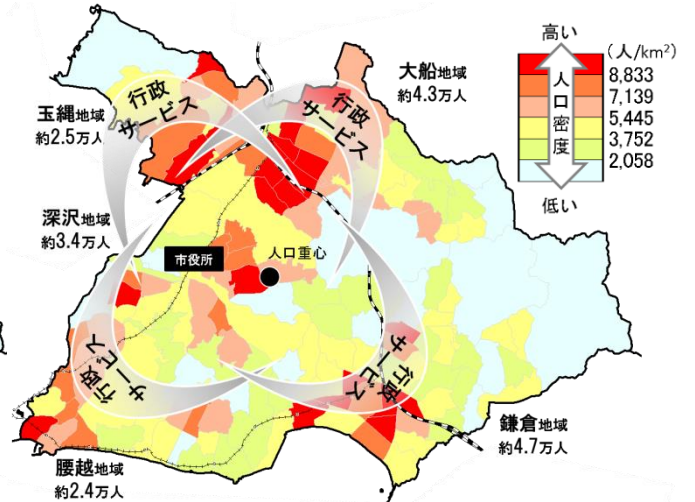 高い
(人/km²)
8,833
7,139
5,445
3,752
2,058
人口密度
低い
大船地域
約4.3万人
玉縄地域
約2.5万人
行政
サービス
行政
サービス
深沢地域
約3.4万人
市役所
人口重心
行政
サービス
行政
サービス
鎌倉地域
約4.7万人
腰越地域
約2.4万人